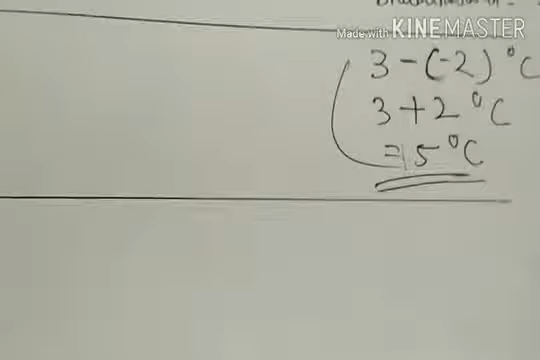 Made with KINEMASTER
3 - (-2) °C
3 + 2 °C
= 5 °C